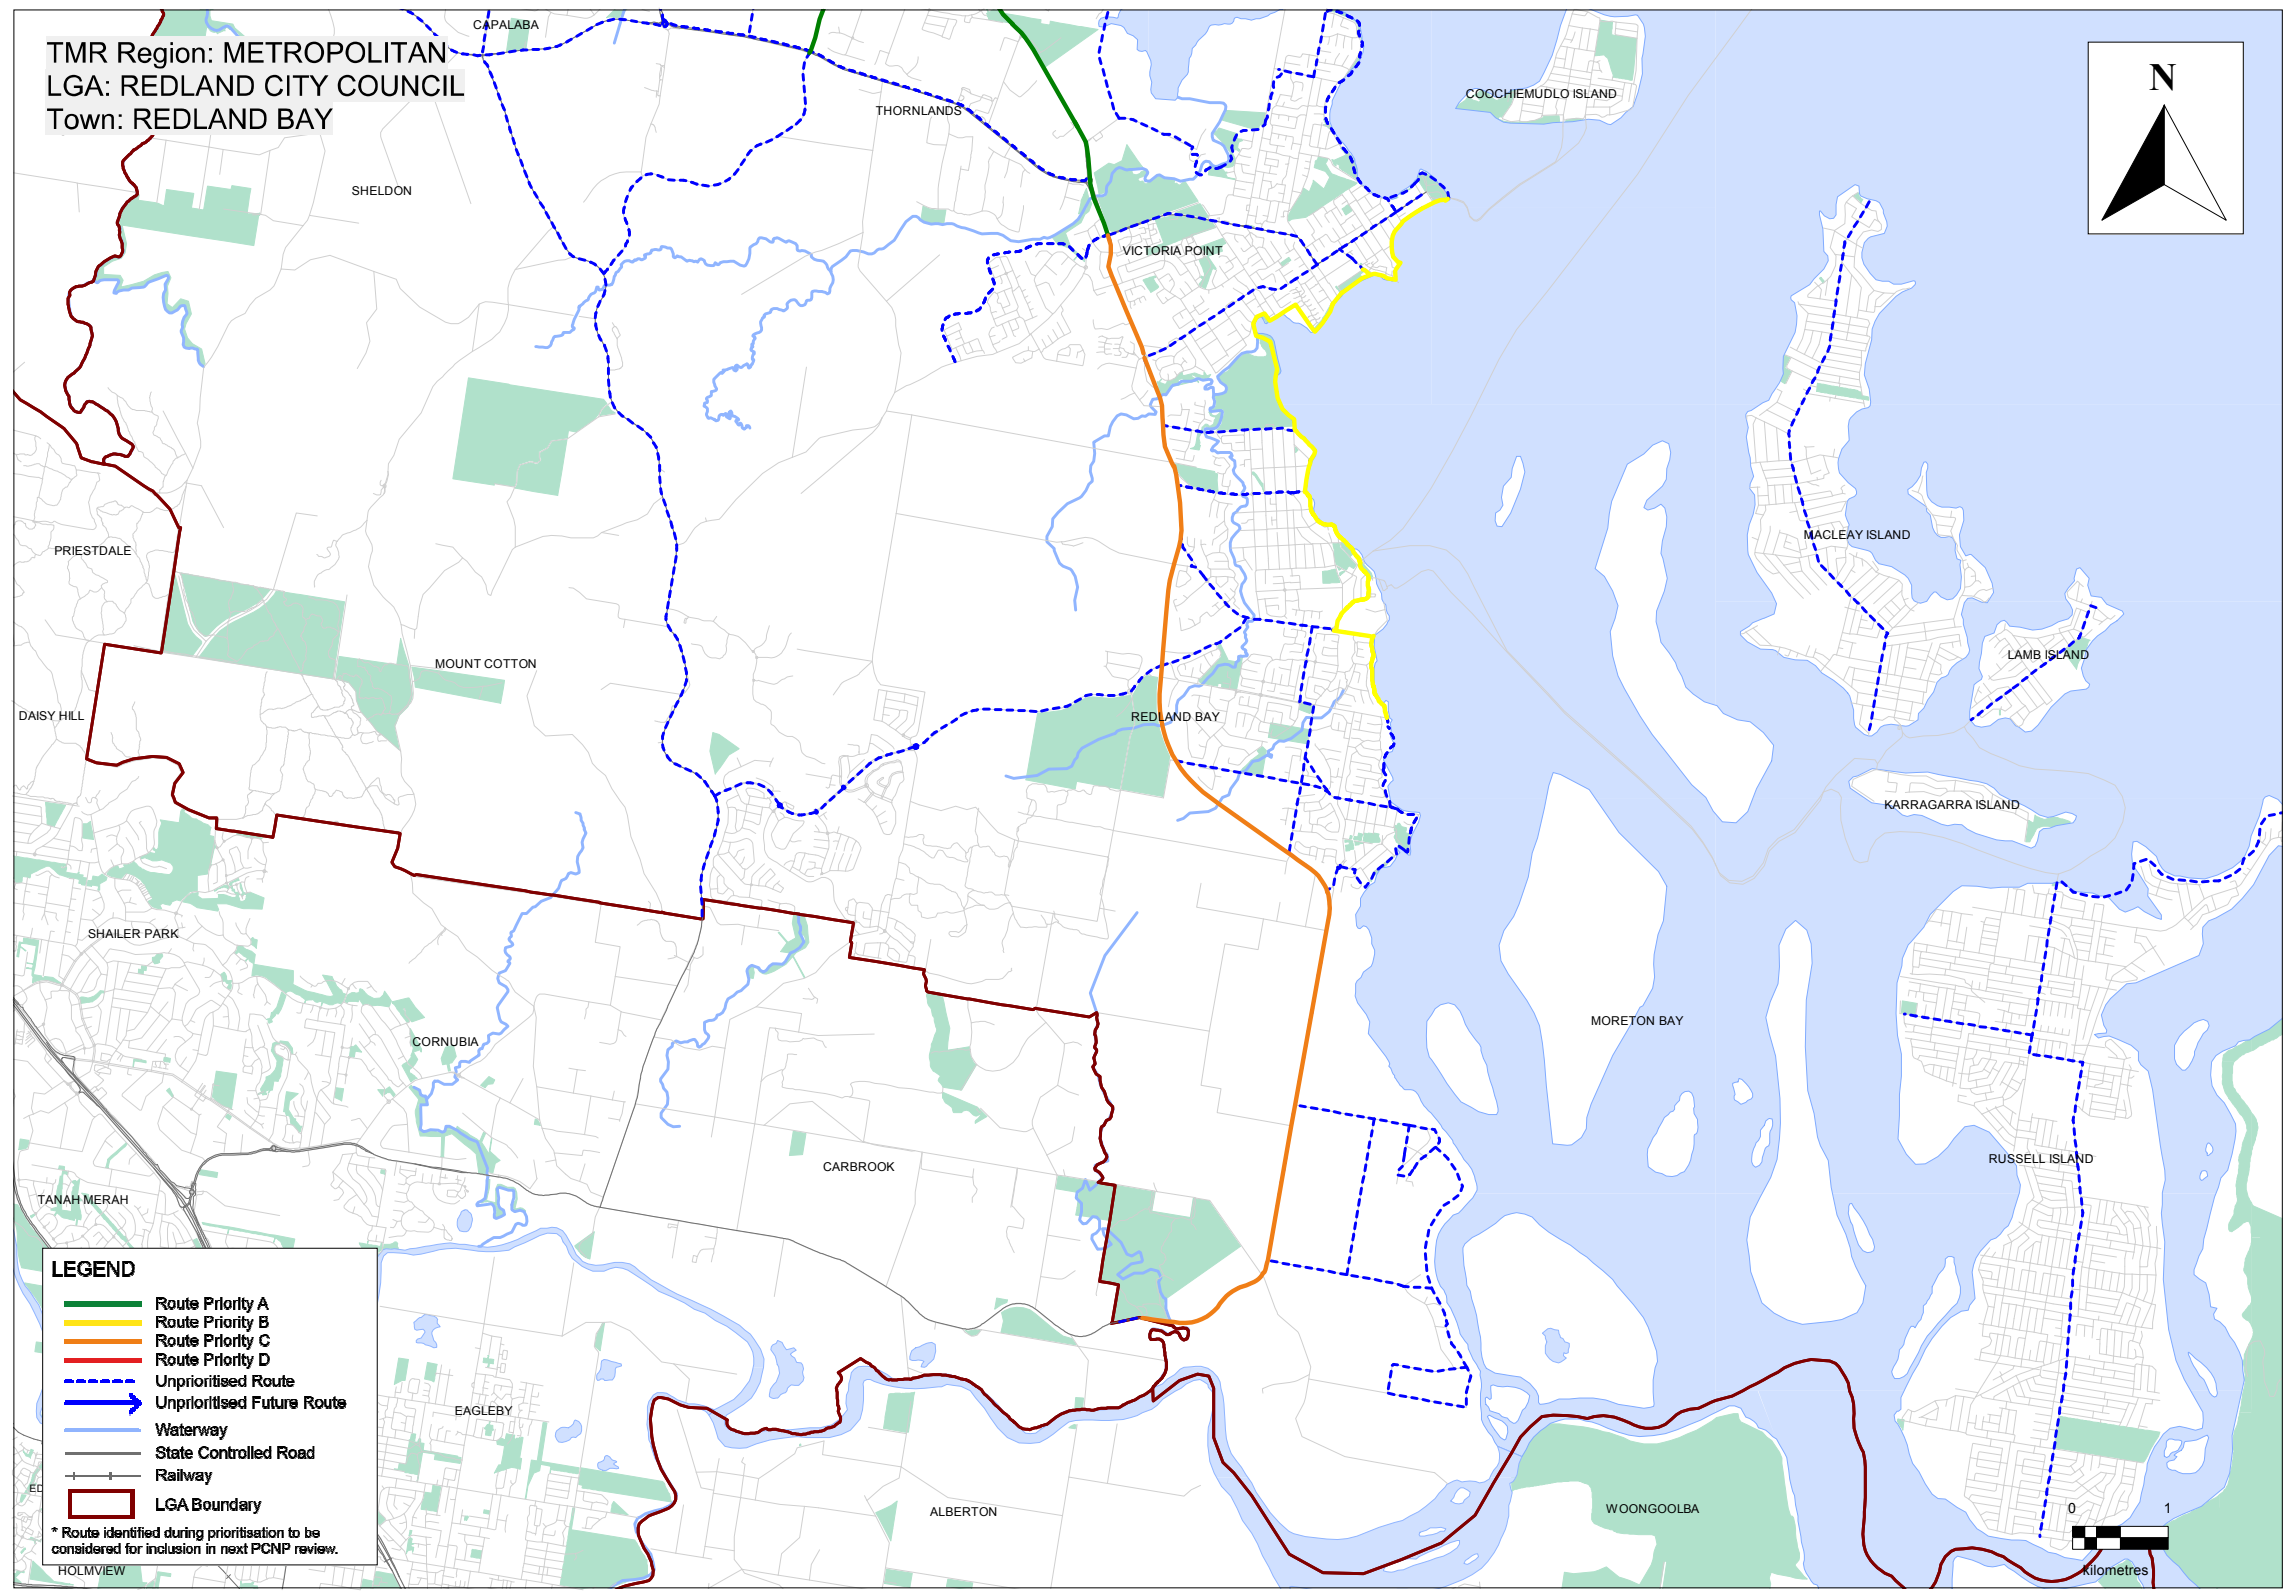 CAPALABA
TMR Region: METROPOLITAN
LGA: REDLAND CITY COUNCIL
Town: REDLAND BAY
N
COOCHIEMUDLO ISLAND
THORNLANDS
SHELDON
VICTORIA POINT
MACLEAY ISLAND
PRIESTDALE
LAMB ISLAND
MOUNT COTTON
DAISY HILL
REDLAND BAY
KARRAGARRA ISLAND
SHAILER PARK
MORETON BAY
CORNUBIA
RUSSELL ISLAND
CARBROOK
TANAH MERAH
LEGEND
Route Priority A
Route Priority B
Route Priority C
Route Priority D
Unprioritised Route
Unprioritised Future Route
Waterway
State Controlled Road
Railway
LGA Boundary
* Route identified during prioritisation to be
considered for inclusion in next PCNP review.
EAGLEBY
ED
ALBERTON
WOONGOOLBA
0 1
kilometres
HOLMVIEW